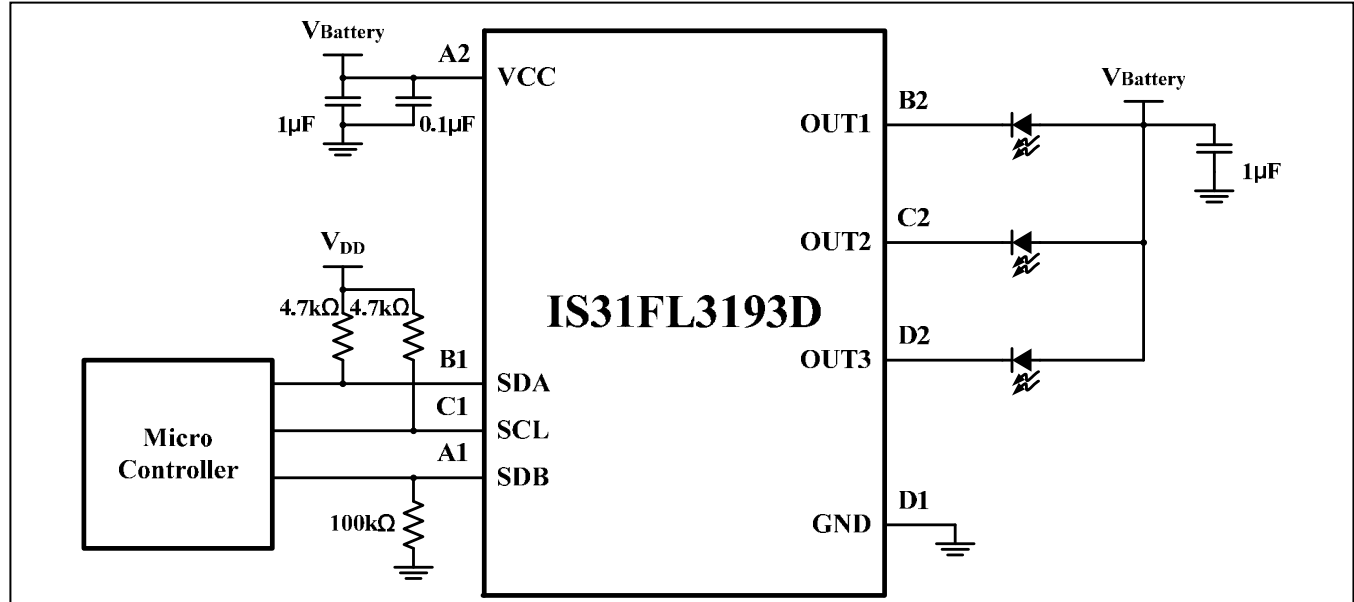 VBattery
A2
VCC
1µF
0.1µF
VDD
4.7kΩ
4.7kΩ
B1
SDA
C1
SCL
A1
SDB
100kΩ
Micro
Controller
IS31FL3193D
OUT1
B2
OUT2
C2
OUT3
D2
GND
D1
VBattery
1µF